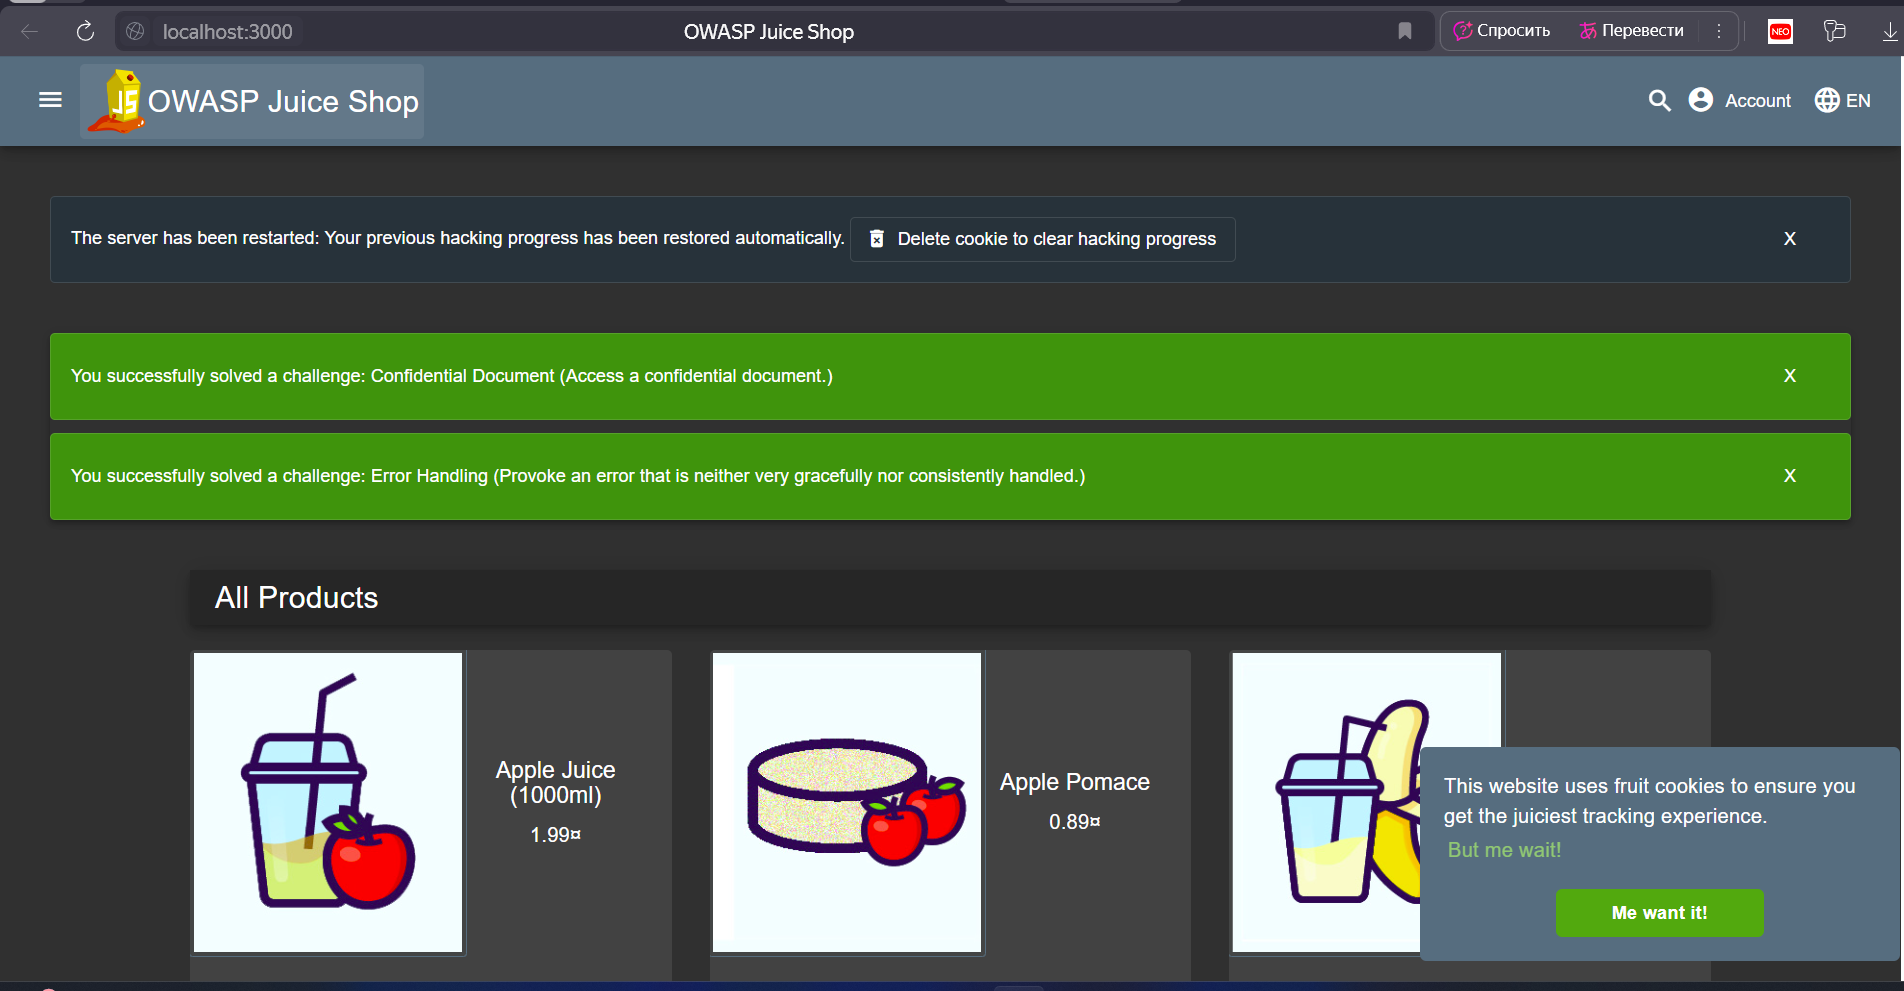 localhost:3000
OWASP Juice Shop
Спросить
Перевести
NEO
JS
OWASP Juice Shop
Account
EN
The server has been restarted: Your previous hacking progress has been restored automatically.
Delete cookie to clear hacking progress
X
You successfully solved a challenge: Confidential Document (Access a confidential document.)
X
You successfully solved a challenge: Error Handling (Provoke an error that is neither very gracefully nor consistently handled.)
X
All Products
Apple Juice
(1000ml)
1.99¤
Apple Pomace
0.89¤
This website uses fruit cookies to ensure you
get the juiciest tracking experience.
But me wait!
Me want it!